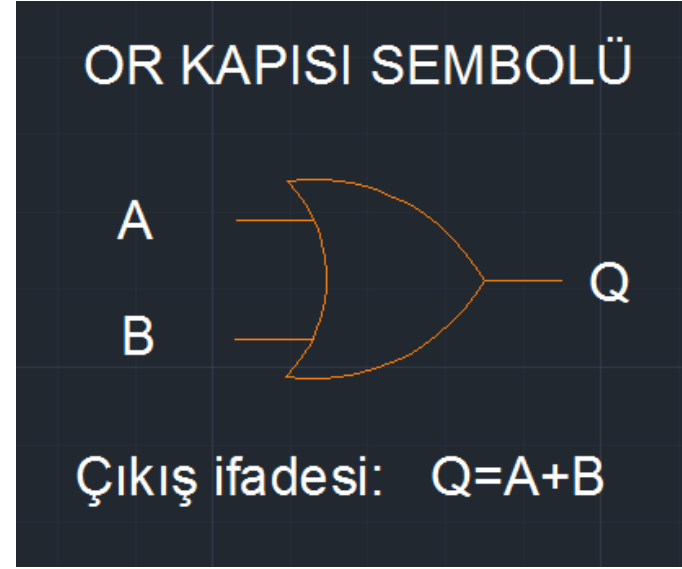 OR KAPISI SEMBOLÜ
A
B
Q
Çıkış ifadesi: Q=A+B